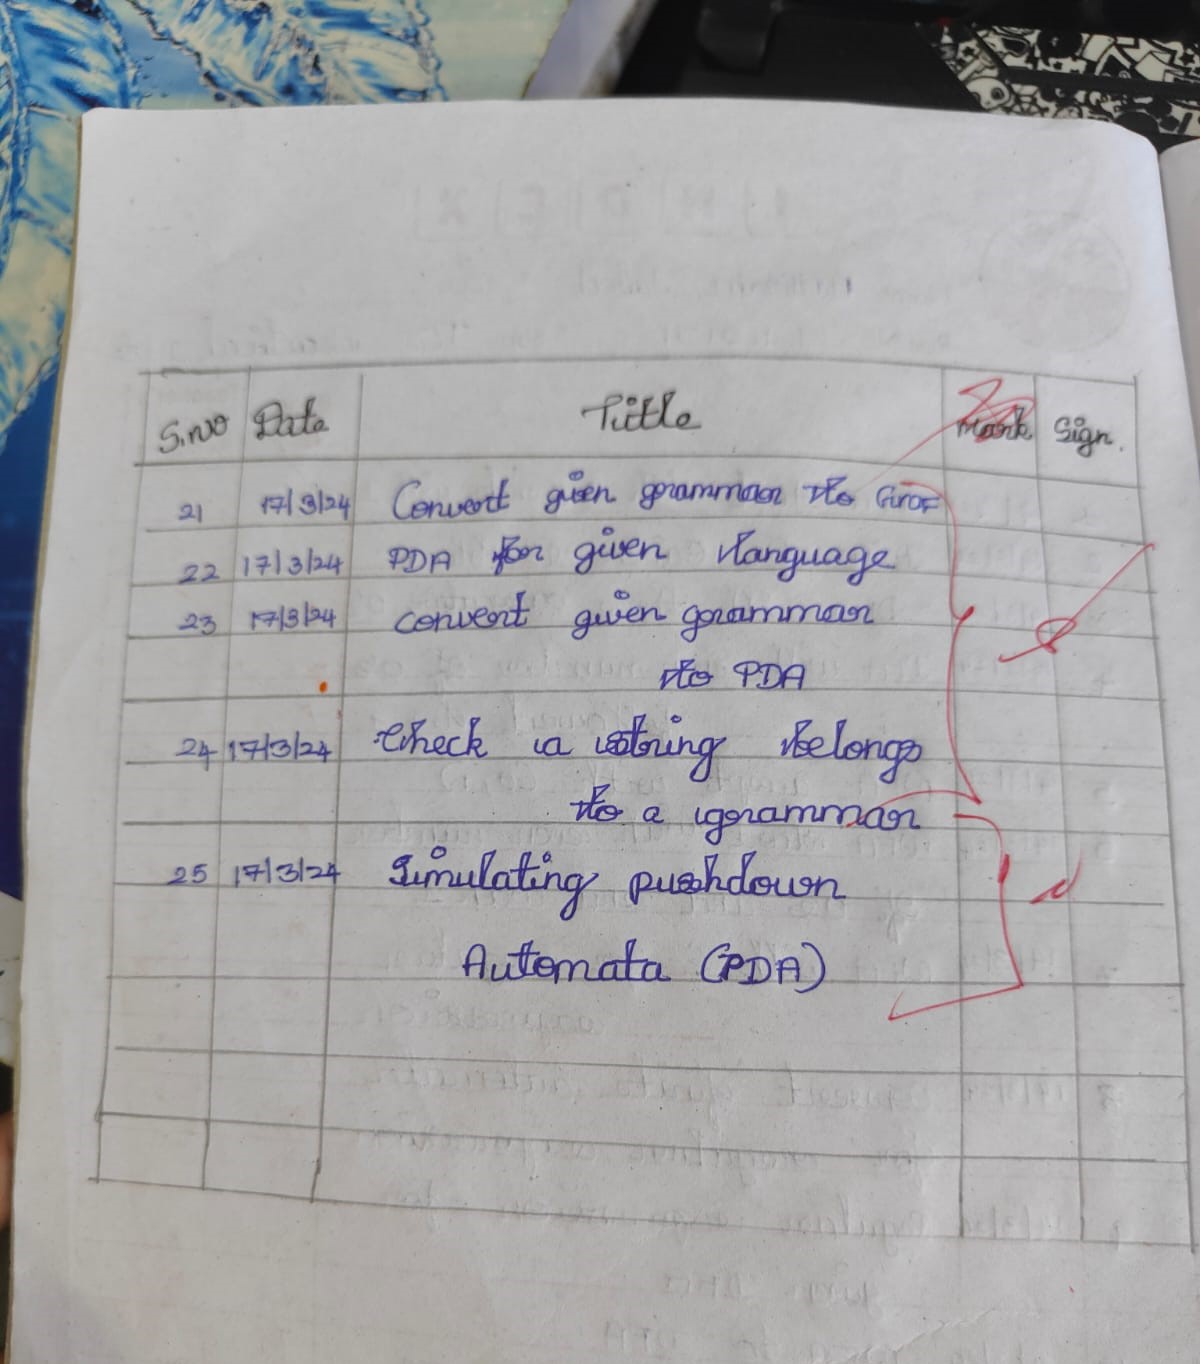 S.no Date Title Mark Sign.
21 17/3/24 Convert given grammar to GNF
22 17/3/24 PDA for given language
23 17/3/24 convert given grammar
to PDA
24 17/3/24 Check a string belongs
to a grammar
25 17/3/24 Simulating pushdown
Automata (PDA)